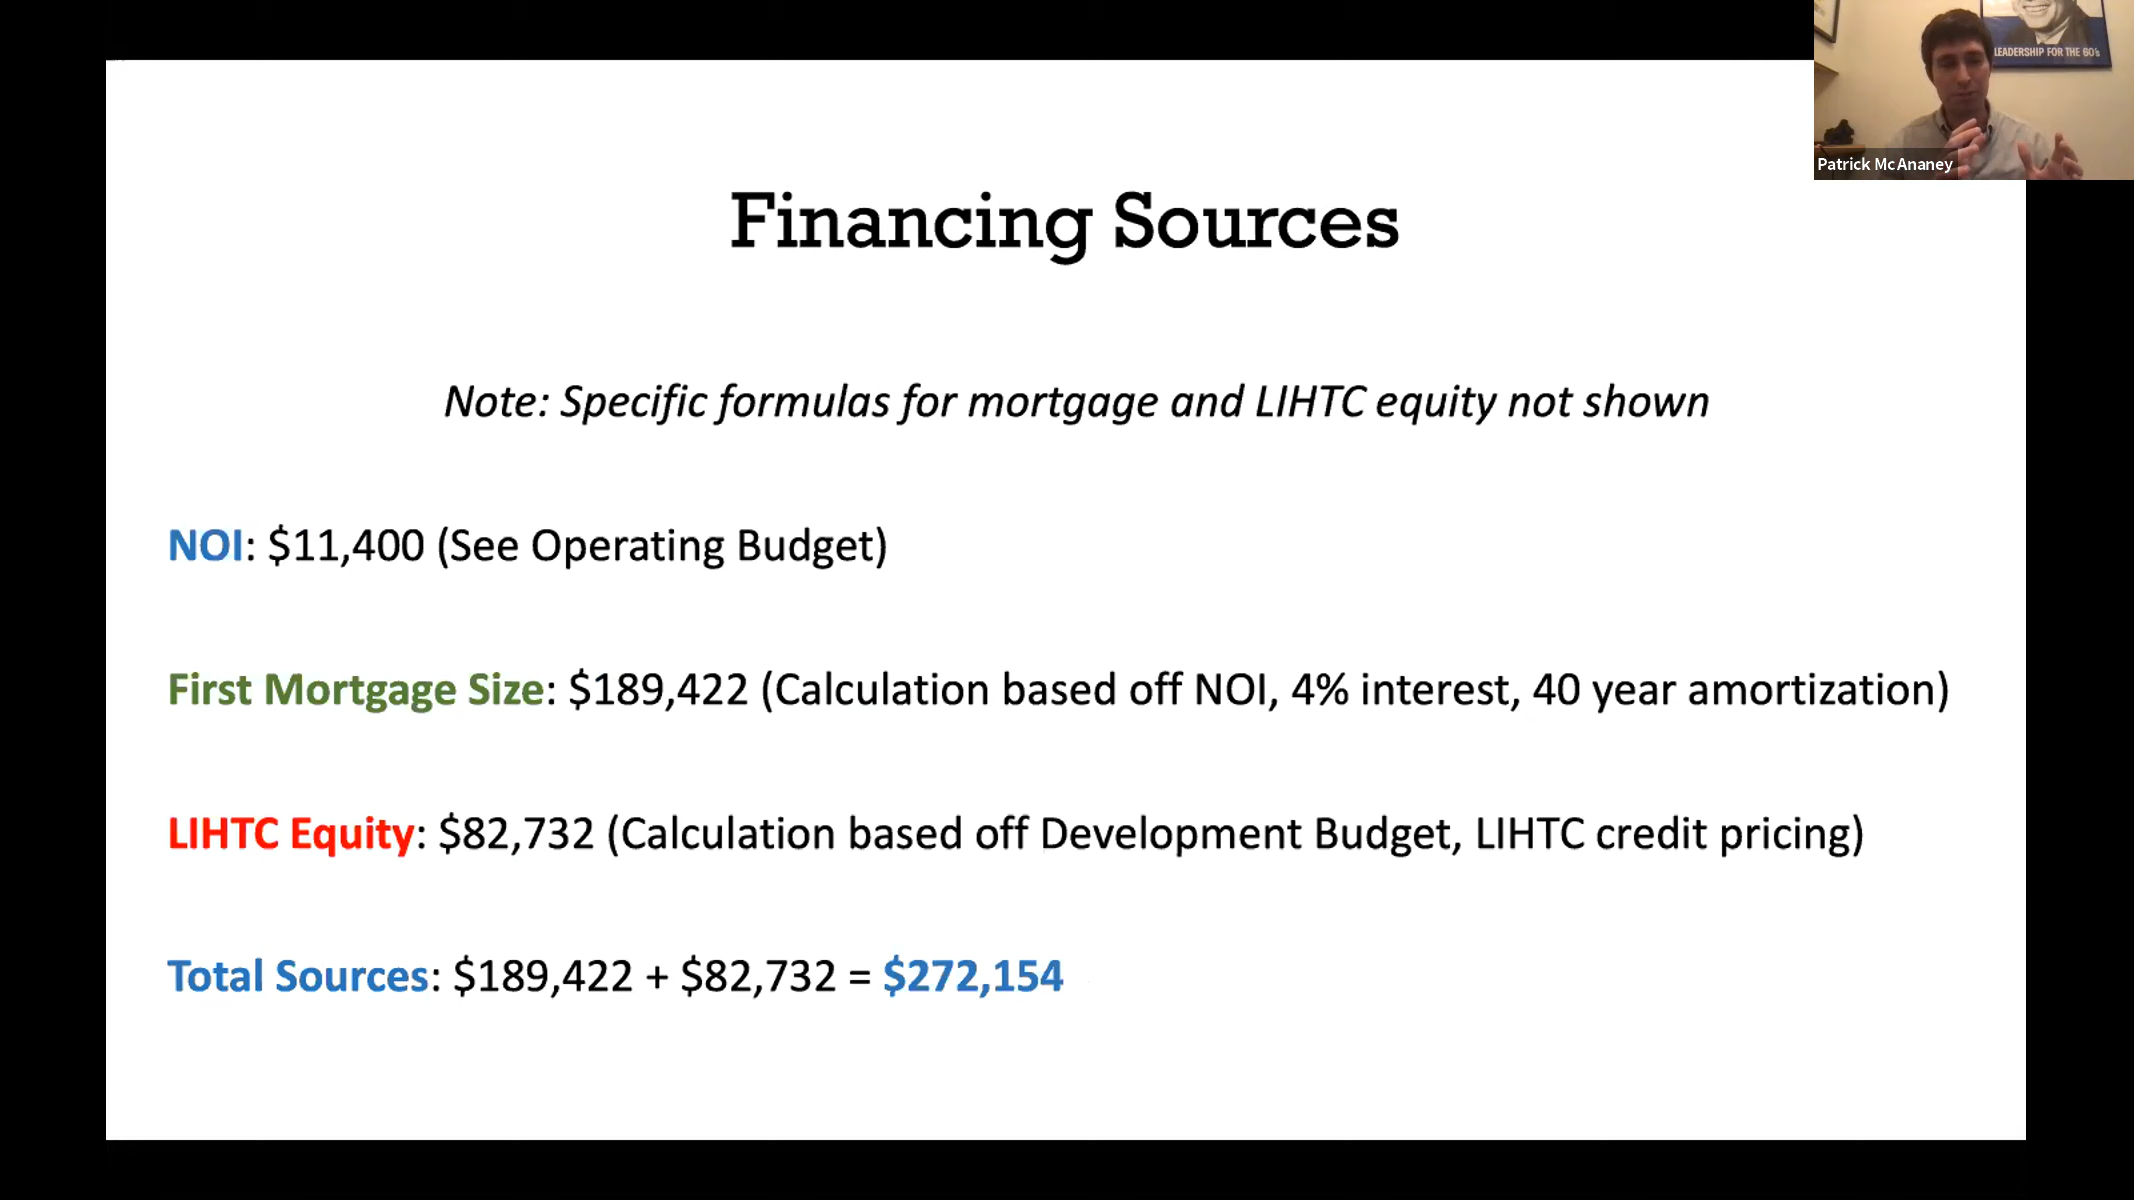 LEADERSHIP FOR THE 60's
Patrick McAnaney
Financing Sources
Note: Specific formulas for mortgage and LIHTC equity not shown
NOI: $11,400 (See Operating Budget)
First Mortgage Size: $189,422 (Calculation based off NOI, 4% interest, 40 year amortization)
LIHTC Equity: $82,732 (Calculation based off Development Budget, LIHTC credit pricing)
Total Sources: $189,422 + $82,732 = $272,154